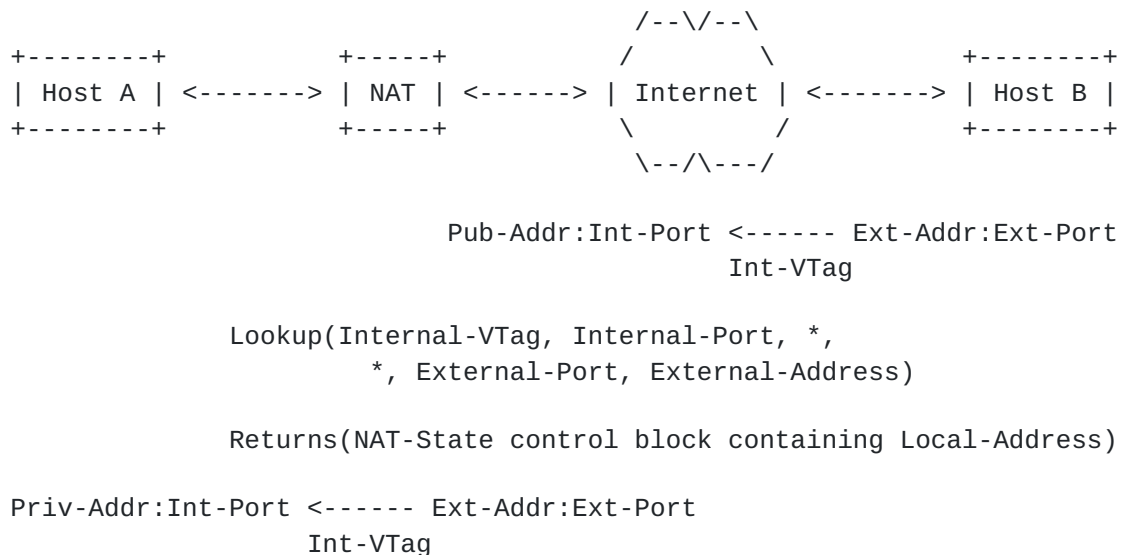 /--\/--\
+--------+          +-----+          /        \          +--------+
| Host A | <-------> | NAT | <------> | Internet | <-------> | Host B |
+--------+          +-----+          \        /          +--------+
                                      \--/\---/
Pub-Addr:Int-Port <------ Ext-Addr:Ext-Port
Int-VTag
Lookup(Internal-VTag, Internal-Port, *,
*, External-Port, External-Address)
Returns(NAT-State control block containing Local-Address)
Priv-Addr:Int-Port <------ Ext-Addr:Ext-Port
Int-VTag